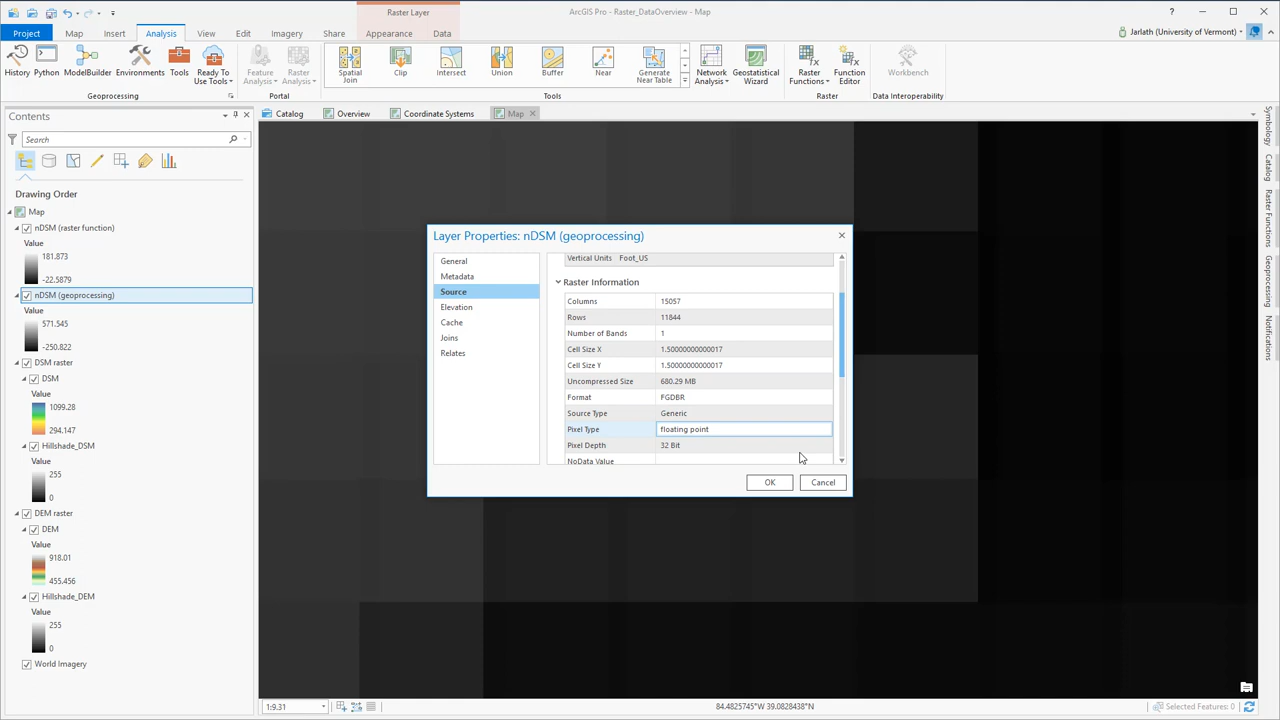 Raster Layer
ArcGIS Pro - Raster_DataOverview - Map
?
Project Map Insert Analysis View Edit Imagery Share Appearance Data
Jarlath (University of Vermont)
History Python ModelBuilder Environments Tools Ready To Use Tools
Feature Analysis Raster Analysis
Spatial Join Clip Intersect Union Buffer Near Generate Near Table
Network Analysis Geostatistical Wizard
Raster Functions Function Editor
Workbench
Geoprocessing Portal Tools Raster Data Interoperability
Contents
Catalog Overview Coordinate Systems Map
Search
Drawing Order
Map
nDSM (raster function)
Value
181.873
-22.5879
nDSM (geoprocessing)
Value
571.545
-250.822
DSM raster
DSM
Value
1099.28
294.147
Hillshade_DSM
Value
255
0
DEM raster
DEM
Value
918.01
455.456
Hillshade_DEM
Value
255
0
World Imagery
Layer Properties: nDSM (geoprocessing)
General
Metadata
Source
Elevation
Cache
Joins
Relates
Vertical Units Foot_US
Raster Information
Columns 15057
Rows 11844
Number of Bands 1
Cell Size X 1.50000000000017
Cell Size Y 1.50000000000017
Uncompressed Size 680.29 MB
Format FGDBR
Source Type Generic
Pixel Type floating point
Pixel Depth 32 Bit
NoData Value
OK Cancel
Symbology
Catalog
Raster Functions
Geoprocessing
Notifications
1:9.31
84.4825745°W 39.0828438°N
Selected Features: 0